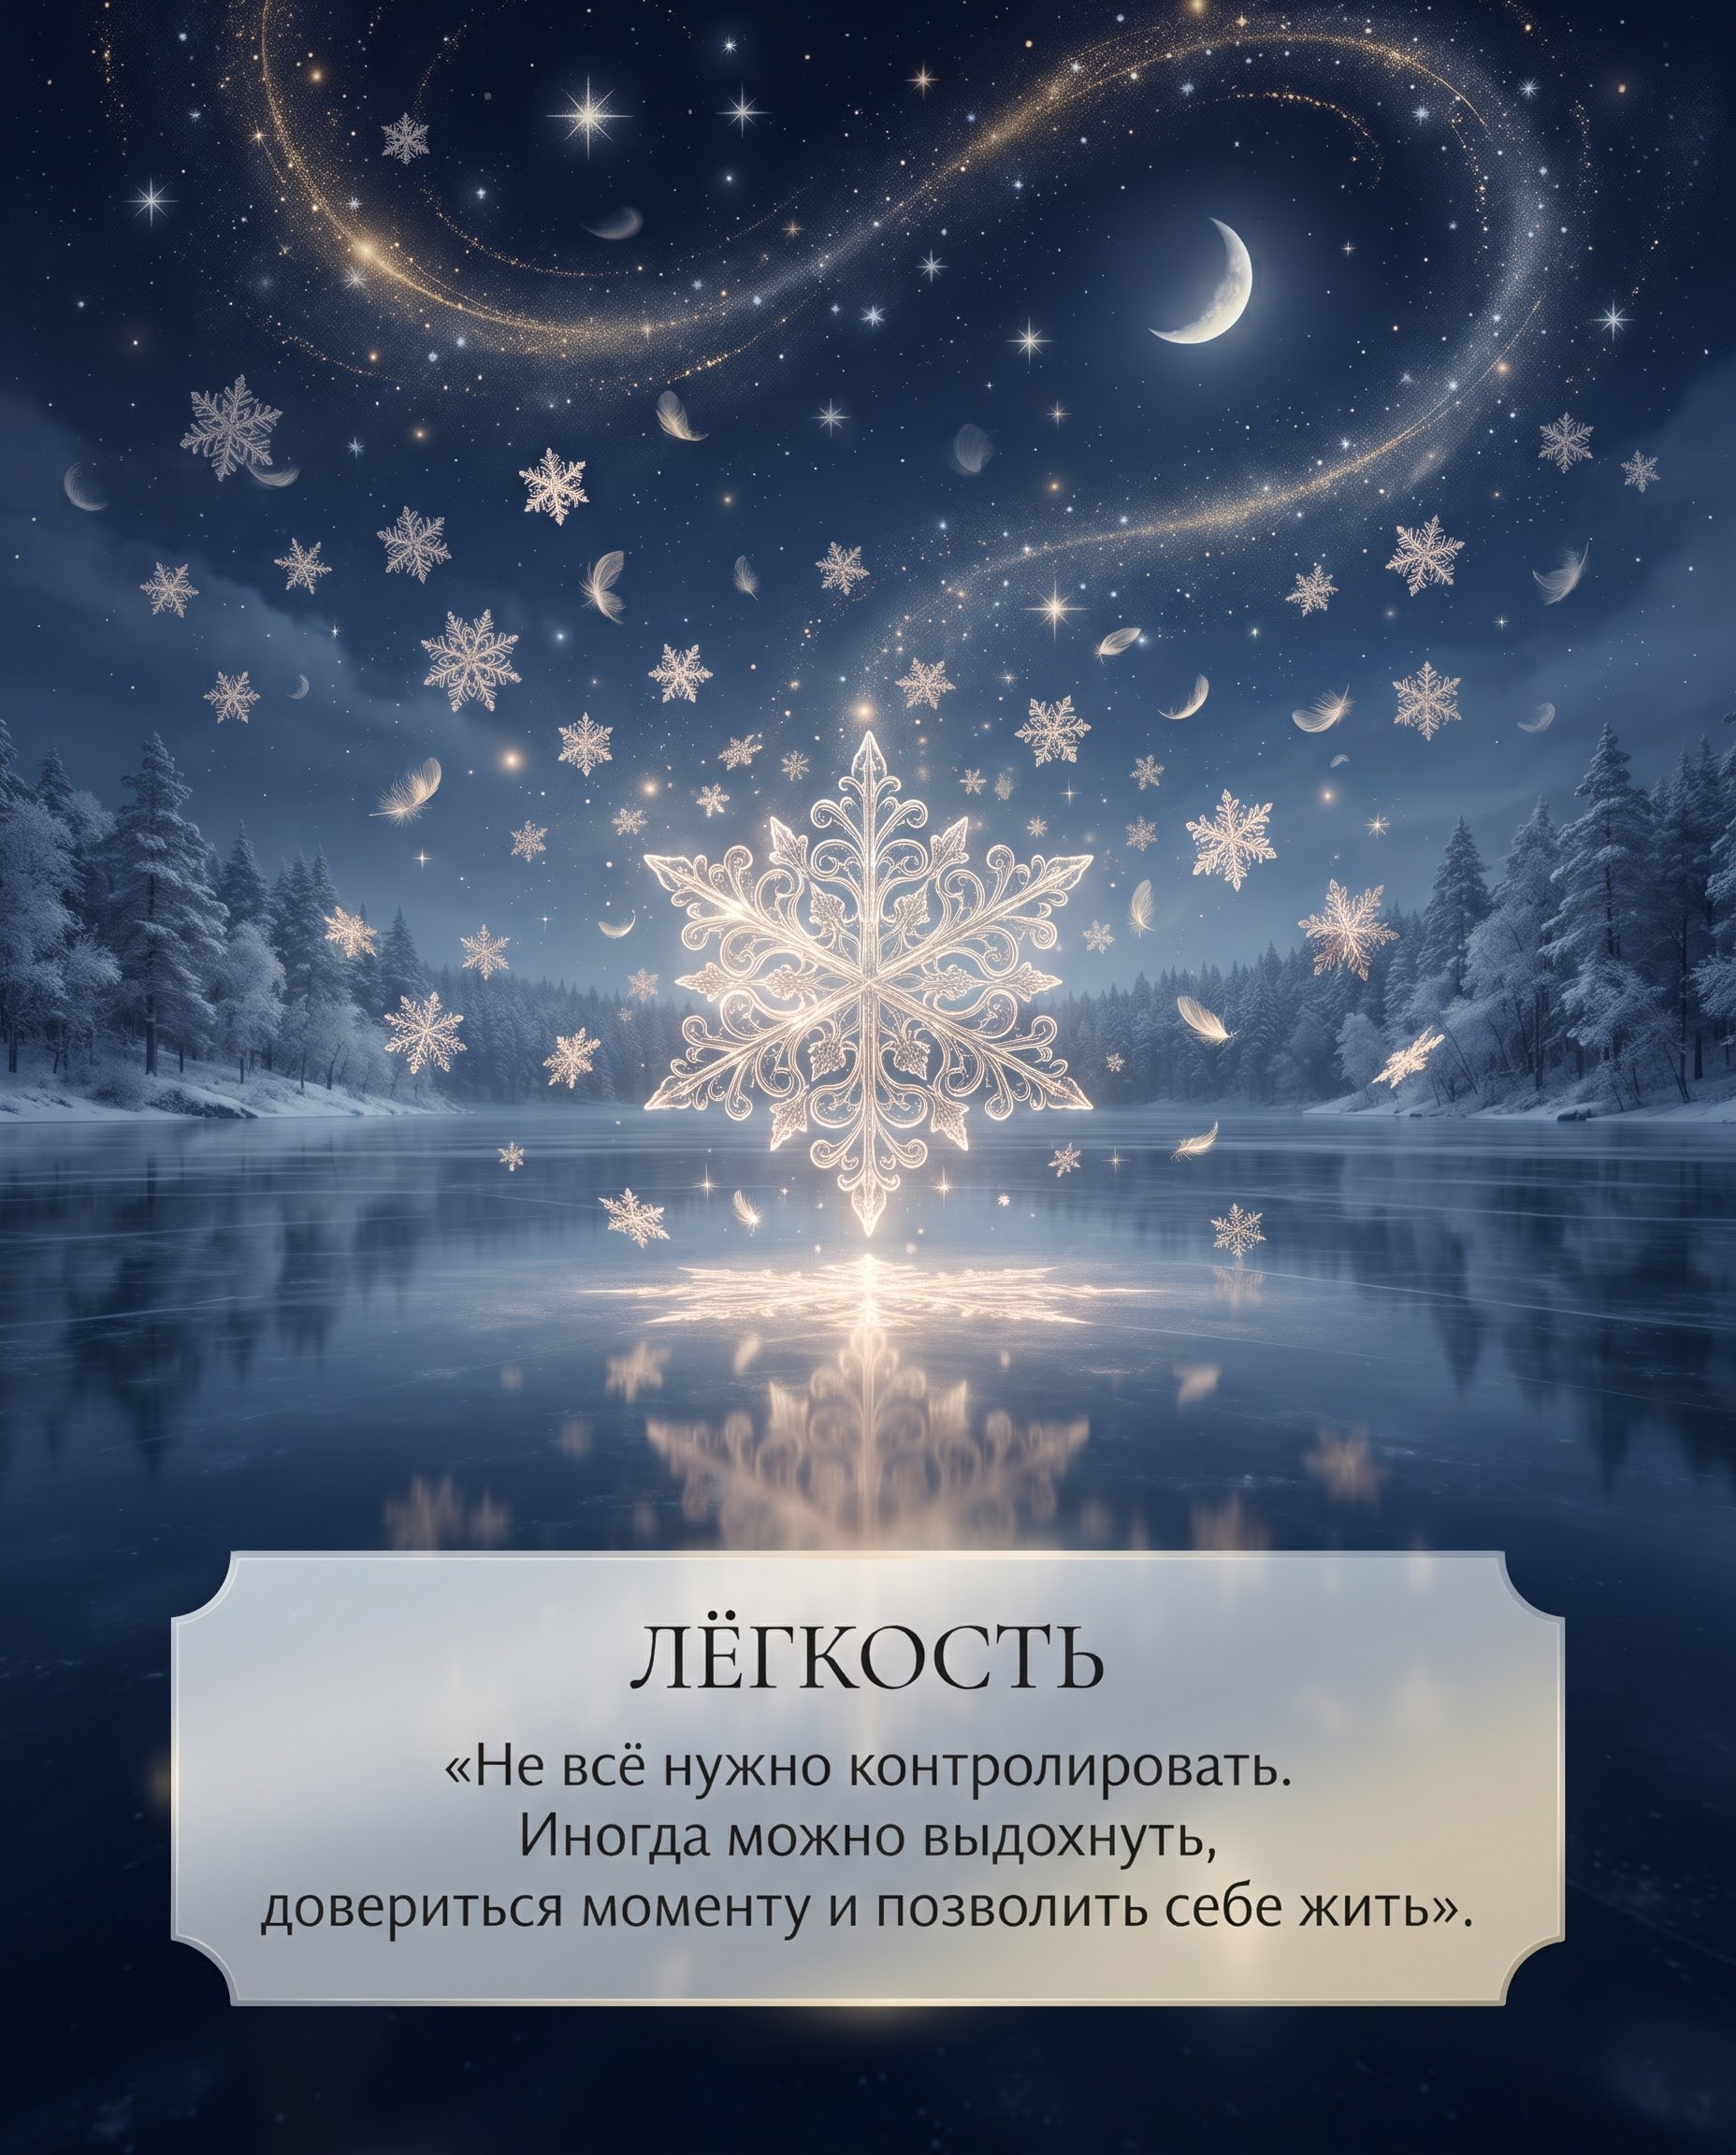 ЛЁГКОСТЬ
«Не всё нужно контролировать.
Иногда можно выдохнуть,
довериться моменту и позволить себе жить».